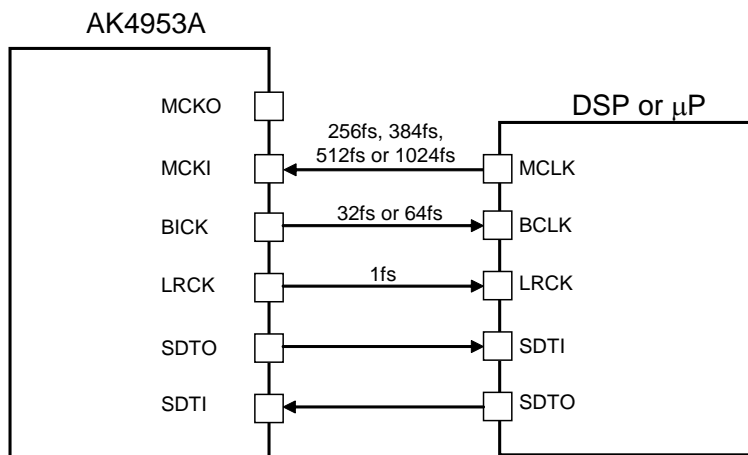 AK4953A
DSP or μP
MCKO
256fs, 384fs,
512fs or 1024fs
MCKI
MCLK
32fs or 64fs
BICK
BCLK
1fs
LRCK
LRCK
SDTO
SDTI
SDTI
SDTO